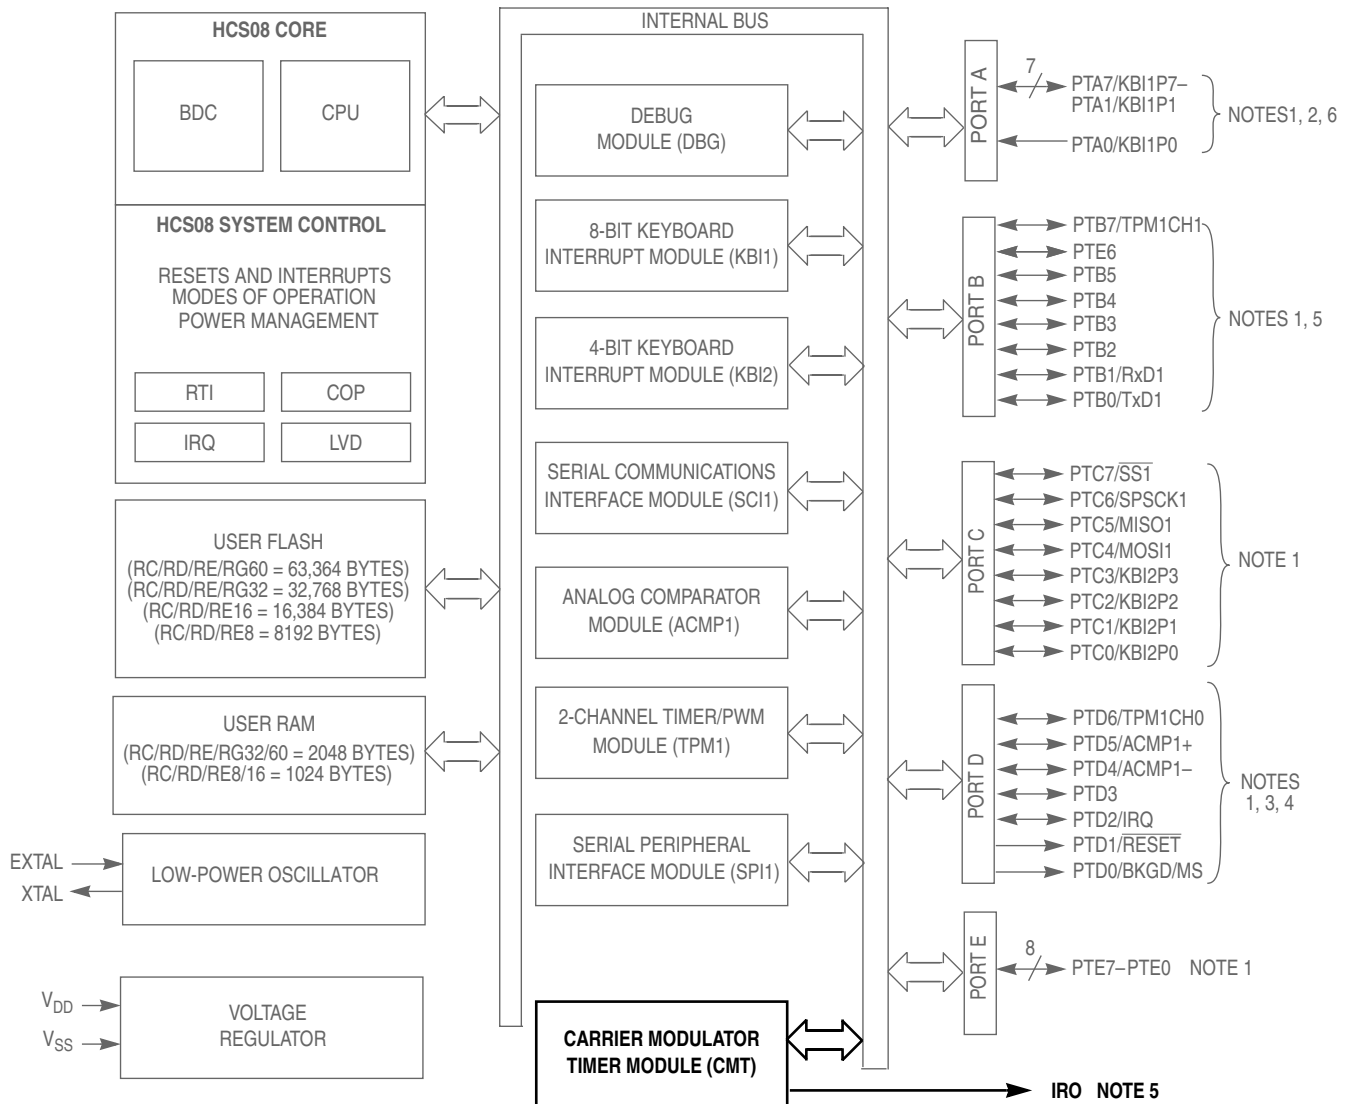 HCS08 CORE
BDC
CPU
HCS08 SYSTEM CONTROL
RESETS AND INTERRUPTS
MODES OF OPERATION
POWER MANAGEMENT
RTI
COP
IRQ
LVD
USER FLASH
(RC/RD/RE/RG60 = 63,364 BYTES)
(RC/RD/RE/RG32 = 32,768 BYTES)
(RC/RD/RE16 = 16,384 BYTES)
(RC/RD/RE8 = 8192 BYTES)
USER RAM
(RC/RD/RE/RG32/60 = 2048 BYTES)
(RC/RD/RE8/16 = 1024 BYTES)
EXTAL
XTAL
LOW-POWER OSCILLATOR
VDD
VSS
VOLTAGE
REGULATOR
INTERNAL BUS
DEBUG
MODULE (DBG)
8-BIT KEYBOARD
INTERRUPT MODULE (KBI1)
4-BIT KEYBOARD
INTERRUPT MODULE (KBI2)
SERIAL COMMUNICATIONS
INTERFACE MODULE (SCI1)
ANALOG COMPARATOR
MODULE (ACMP1)
2-CHANNEL TIMER/PWM
MODULE (TPM1)
SERIAL PERIPHERAL
INTERFACE MODULE (SPI1)
CARRIER MODULATOR
TIMER MODULE (CMT)
PORT A
7
PTA7/KBI1P7–
PTA1/KBI1P1
PTA0/KBI1P0
NOTES1, 2, 6
PORT B
PTB7/TPM1CH1
PTE6
PTB5
PTB4
PTB3
PTB2
PTB1/RxD1
PTB0/TxD1
NOTES 1, 5
PORT C
PTC7/SS1
PTC6/SPSCK1
PTC5/MISO1
PTC4/MOSI1
PTC3/KBI2P3
PTC2/KBI2P2
PTC1/KBI2P1
PTC0/KBI2P0
NOTE 1
PORT D
PTD6/TPM1CH0
PTD5/ACMP1+
PTD4/ACMP1–
PTD3
PTD2/IRQ
PTD1/RESET
PTD0/BKGD/MS
NOTES
1, 3, 4
PORT E
8
PTE7–PTE0 NOTE 1
IRO NOTE 5